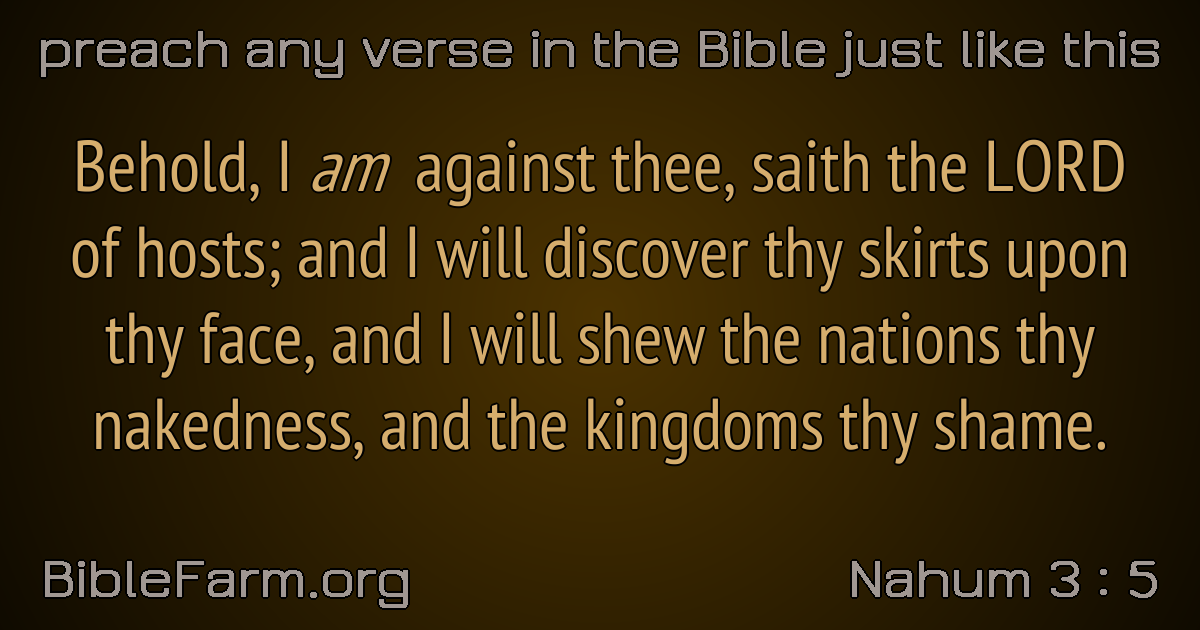 preach any verse in the Bible just like this
Behold, I am against thee, saith the LORD
of hosts; and I will discover thy skirts upon
thy face, and I will shew the nations thy
nakedness, and the kingdoms thy shame.
BibleFarm.org
Nahum 3 : 5